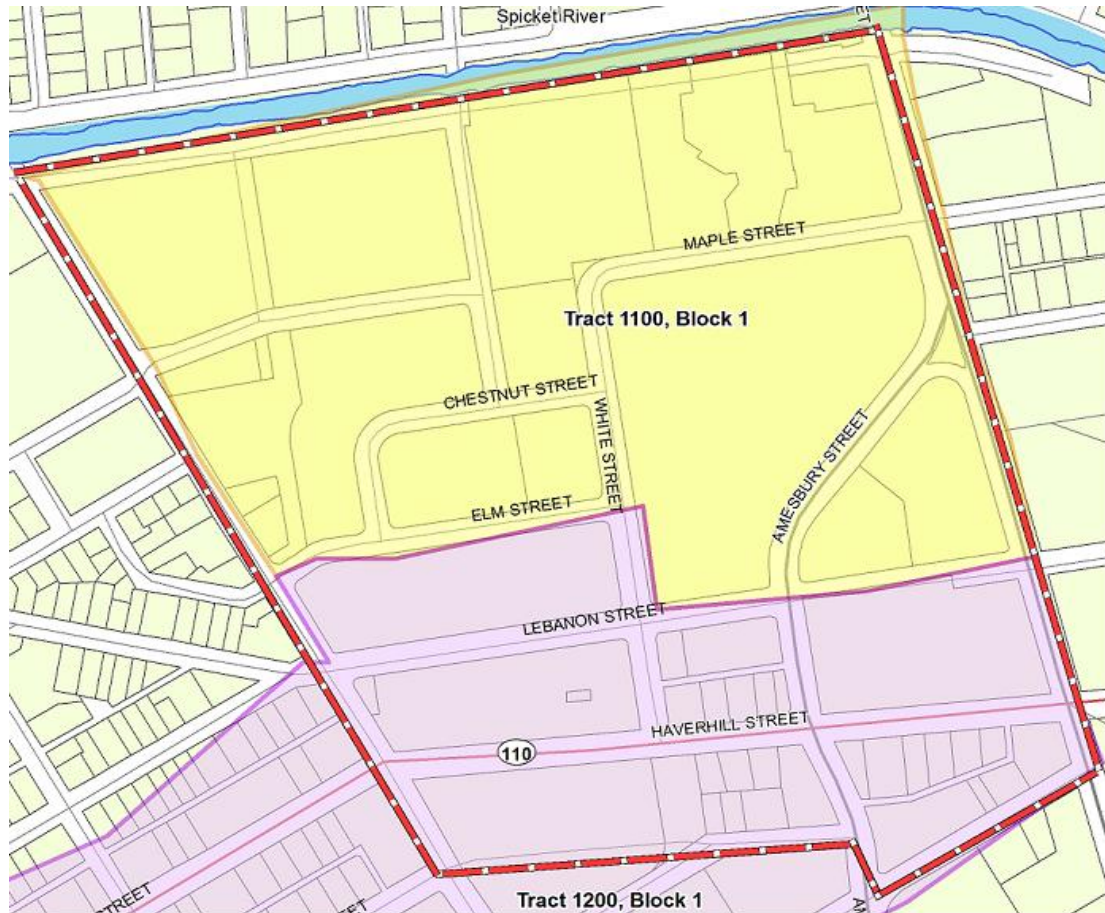 Spicket River
MAPLE STREET
Tract 1100, Block 1
CHESTNUT STREET
WHITE STREET
AMESBURY STREET
ELM STREET
LEBANON STREET
HAVERHILL STREET
110
STREET
Tract 1200, Block 1